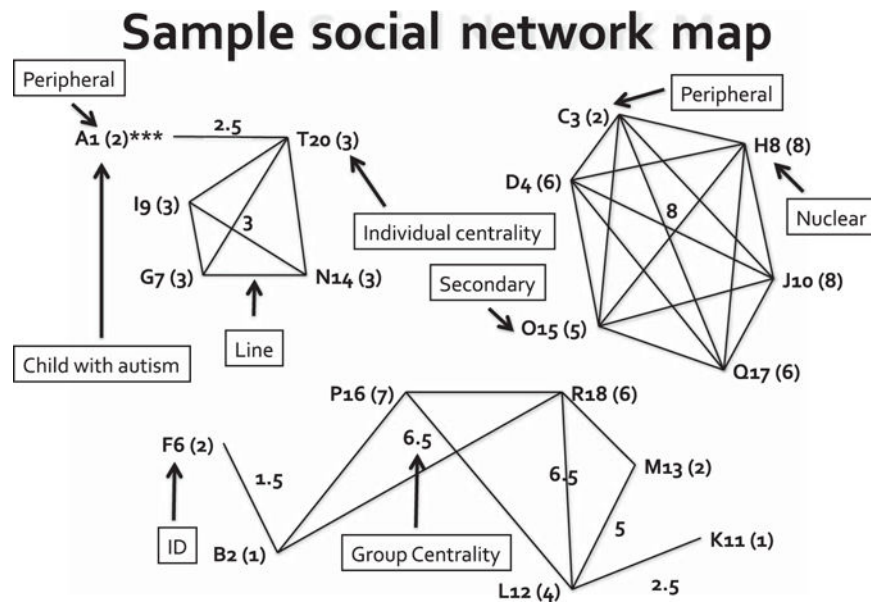 Sample social network map
Peripheral
A1 (2)***
2.5
T20 (3)
I9 (3)
3
Individual centrality
G7 (3)
N14 (3)
Line
Child with autism
C3 (2)
Peripheral
H8 (8)
D4 (6)
8
Nuclear
Secondary
J10 (8)
O15 (5)
Q17 (6)
P16 (7)
R18 (6)
F6 (2)
6.5
6.5
M13 (2)
1.5
ID
B2 (1)
Group Centrality
5
K11 (1)
L12 (4)
2.5